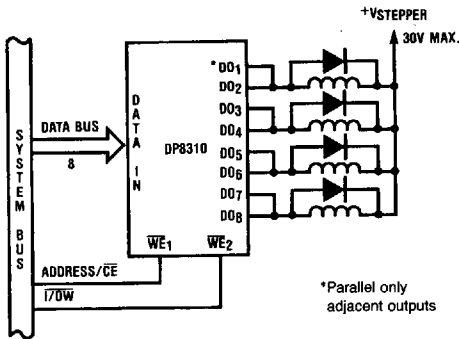 +VSTEPPER
30V MAX.
*DO1
DO2
DO3
DO4
DO5
DO6
DO7
DO8
DATA IN
DP8310
SYSTEM BUS
DATA BUS
8
WE1
WE2
ADDRESS/CE
I/OW
*Parallel only
adjacent outputs